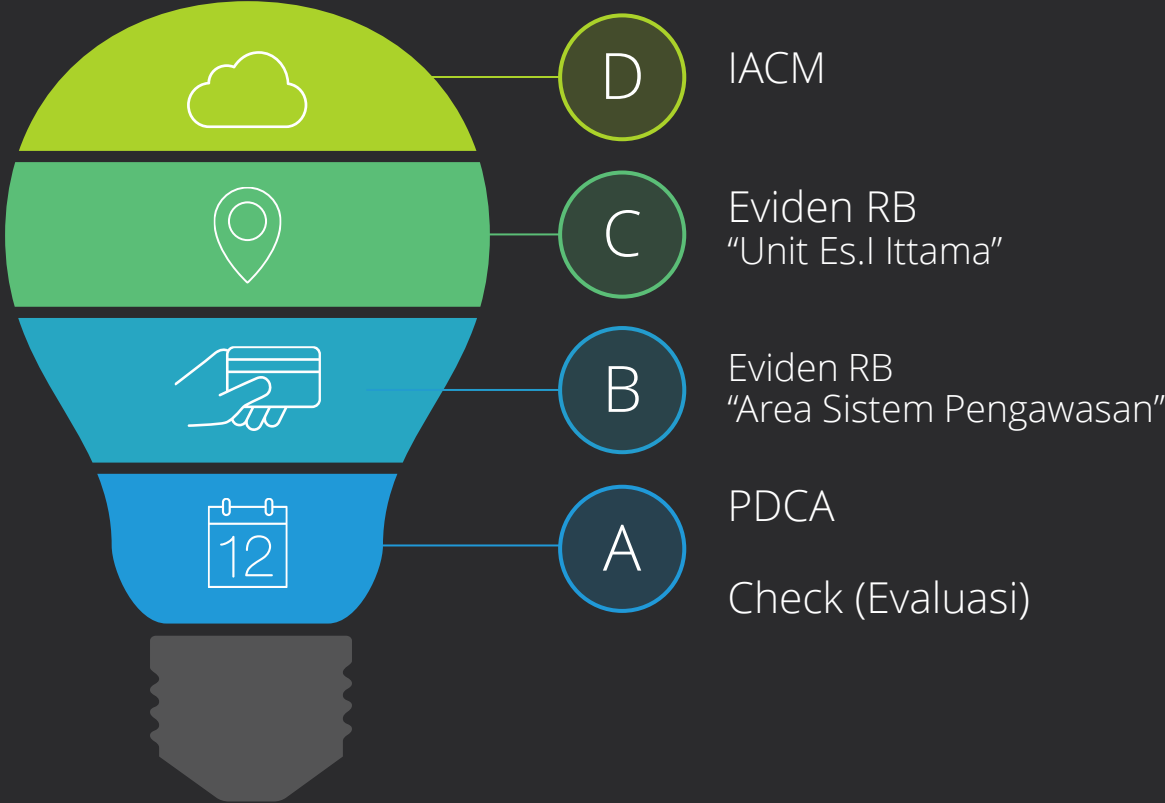 D
IACM
C
Eviden RB
“Unit Es.I Ittama”
B
Eviden RB
“Area Sistem Pengawasan”
A
PDCA
Check (Evaluasi)
12